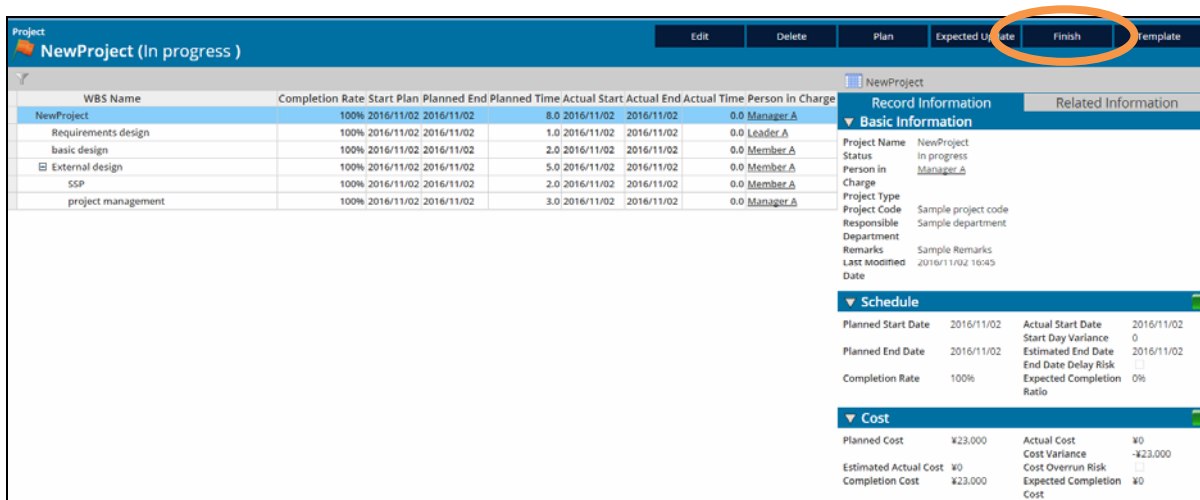 Project
NewProject (In progress )
Edit Delete Plan Expected Update Finish Template
WBS Name Completion Rate Start Plan Planned End Planned Time Actual Start Actual End Actual Time Person in Charge
NewProject 100% 2016/11/02 2016/11/02 8.0 2016/11/02 2016/11/02 0.0 Manager A
Requirements design 100% 2016/11/02 2016/11/02 1.0 2016/11/02 2016/11/02 0.0 Leader A
basic design 100% 2016/11/02 2016/11/02 2.0 2016/11/02 2016/11/02 0.0 Member A
External design 100% 2016/11/02 2016/11/02 5.0 2016/11/02 2016/11/02 0.0 Member A
SSP 100% 2016/11/02 2016/11/02 2.0 2016/11/02 2016/11/02 0.0 Member A
project management 100% 2016/11/02 2016/11/02 3.0 2016/11/02 2016/11/02 0.0 Manager A
NewProject
Record Information Related Information
Basic Information
Project Name NewProject
Status In progress
Person in Manager A
Charge
Project Type
Project Code Sample project code
Responsible Sample department
Department
Remarks Sample Remarks
Last Modified 2016/11/02 16:45
Date
Schedule
Planned Start Date 2016/11/02 Actual Start Date 2016/11/02
Start Day Variance 0
Planned End Date 2016/11/02 Estimated End Date 2016/11/02
End Date Delay Risk
Completion Rate 100% Expected Completion 0%
Ratio
Cost
Planned Cost ¥23,000 Actual Cost ¥0
Cost Variance -¥23,000
Estimated Actual Cost ¥0 Cost Overrun Risk
Completion Cost ¥23,000 Expected Completion ¥0
Cost